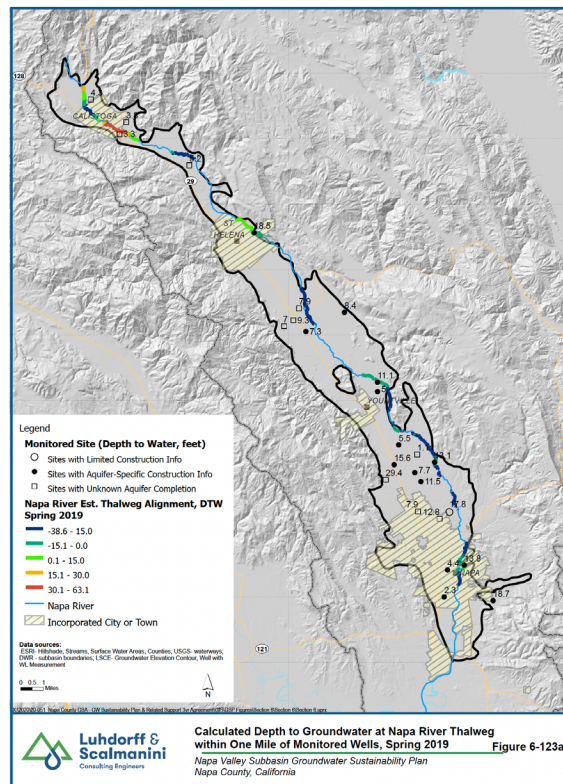 128
4.
CALISTOGA
3.3
29
ST.
HELENA
18.5
8.4
7.9
9.3
7
7.3
11.1
5
YOUNTVILLE
5.5
1.1
13.1
15.6
7.7
29.4
11.5
7.9
12.8
17.8
13.8
4.4
NAPA
2.3
18.7
121
Legend
Monitored Site (Depth to Water, feet)
Sites with Limited Construction Info
Sites with Aquifer-Specific Construction Info
Sites with Unknown Aquifer Completion
Napa River Est. Thalweg Alignment, DTW
Spring 2019
-38.6 - 15.0
-15.1 - 0.0
0.1 - 15.0
15.1 - 30.0
30.1 - 63.1
Napa River
Incorporated City or Town
Data sources:
ESRI- Hillshade, Streams, Surface Water Areas, Counties; USGS- waterways,
DWR - subbasin boundaries; LSCE- Groundwater Elevation Contour, Well with
WL Measurement
0 0.5 1
Miles
N
Luhdorff &
Scalmanini
Consulting Engineers
Calculated Depth to Groundwater at Napa River Thalweg
within One Mile of Monitored Wells, Spring 2019
Figure 6-123a
Napa Valley Subbasin Groundwater Sustainability Plan
Napa County, California